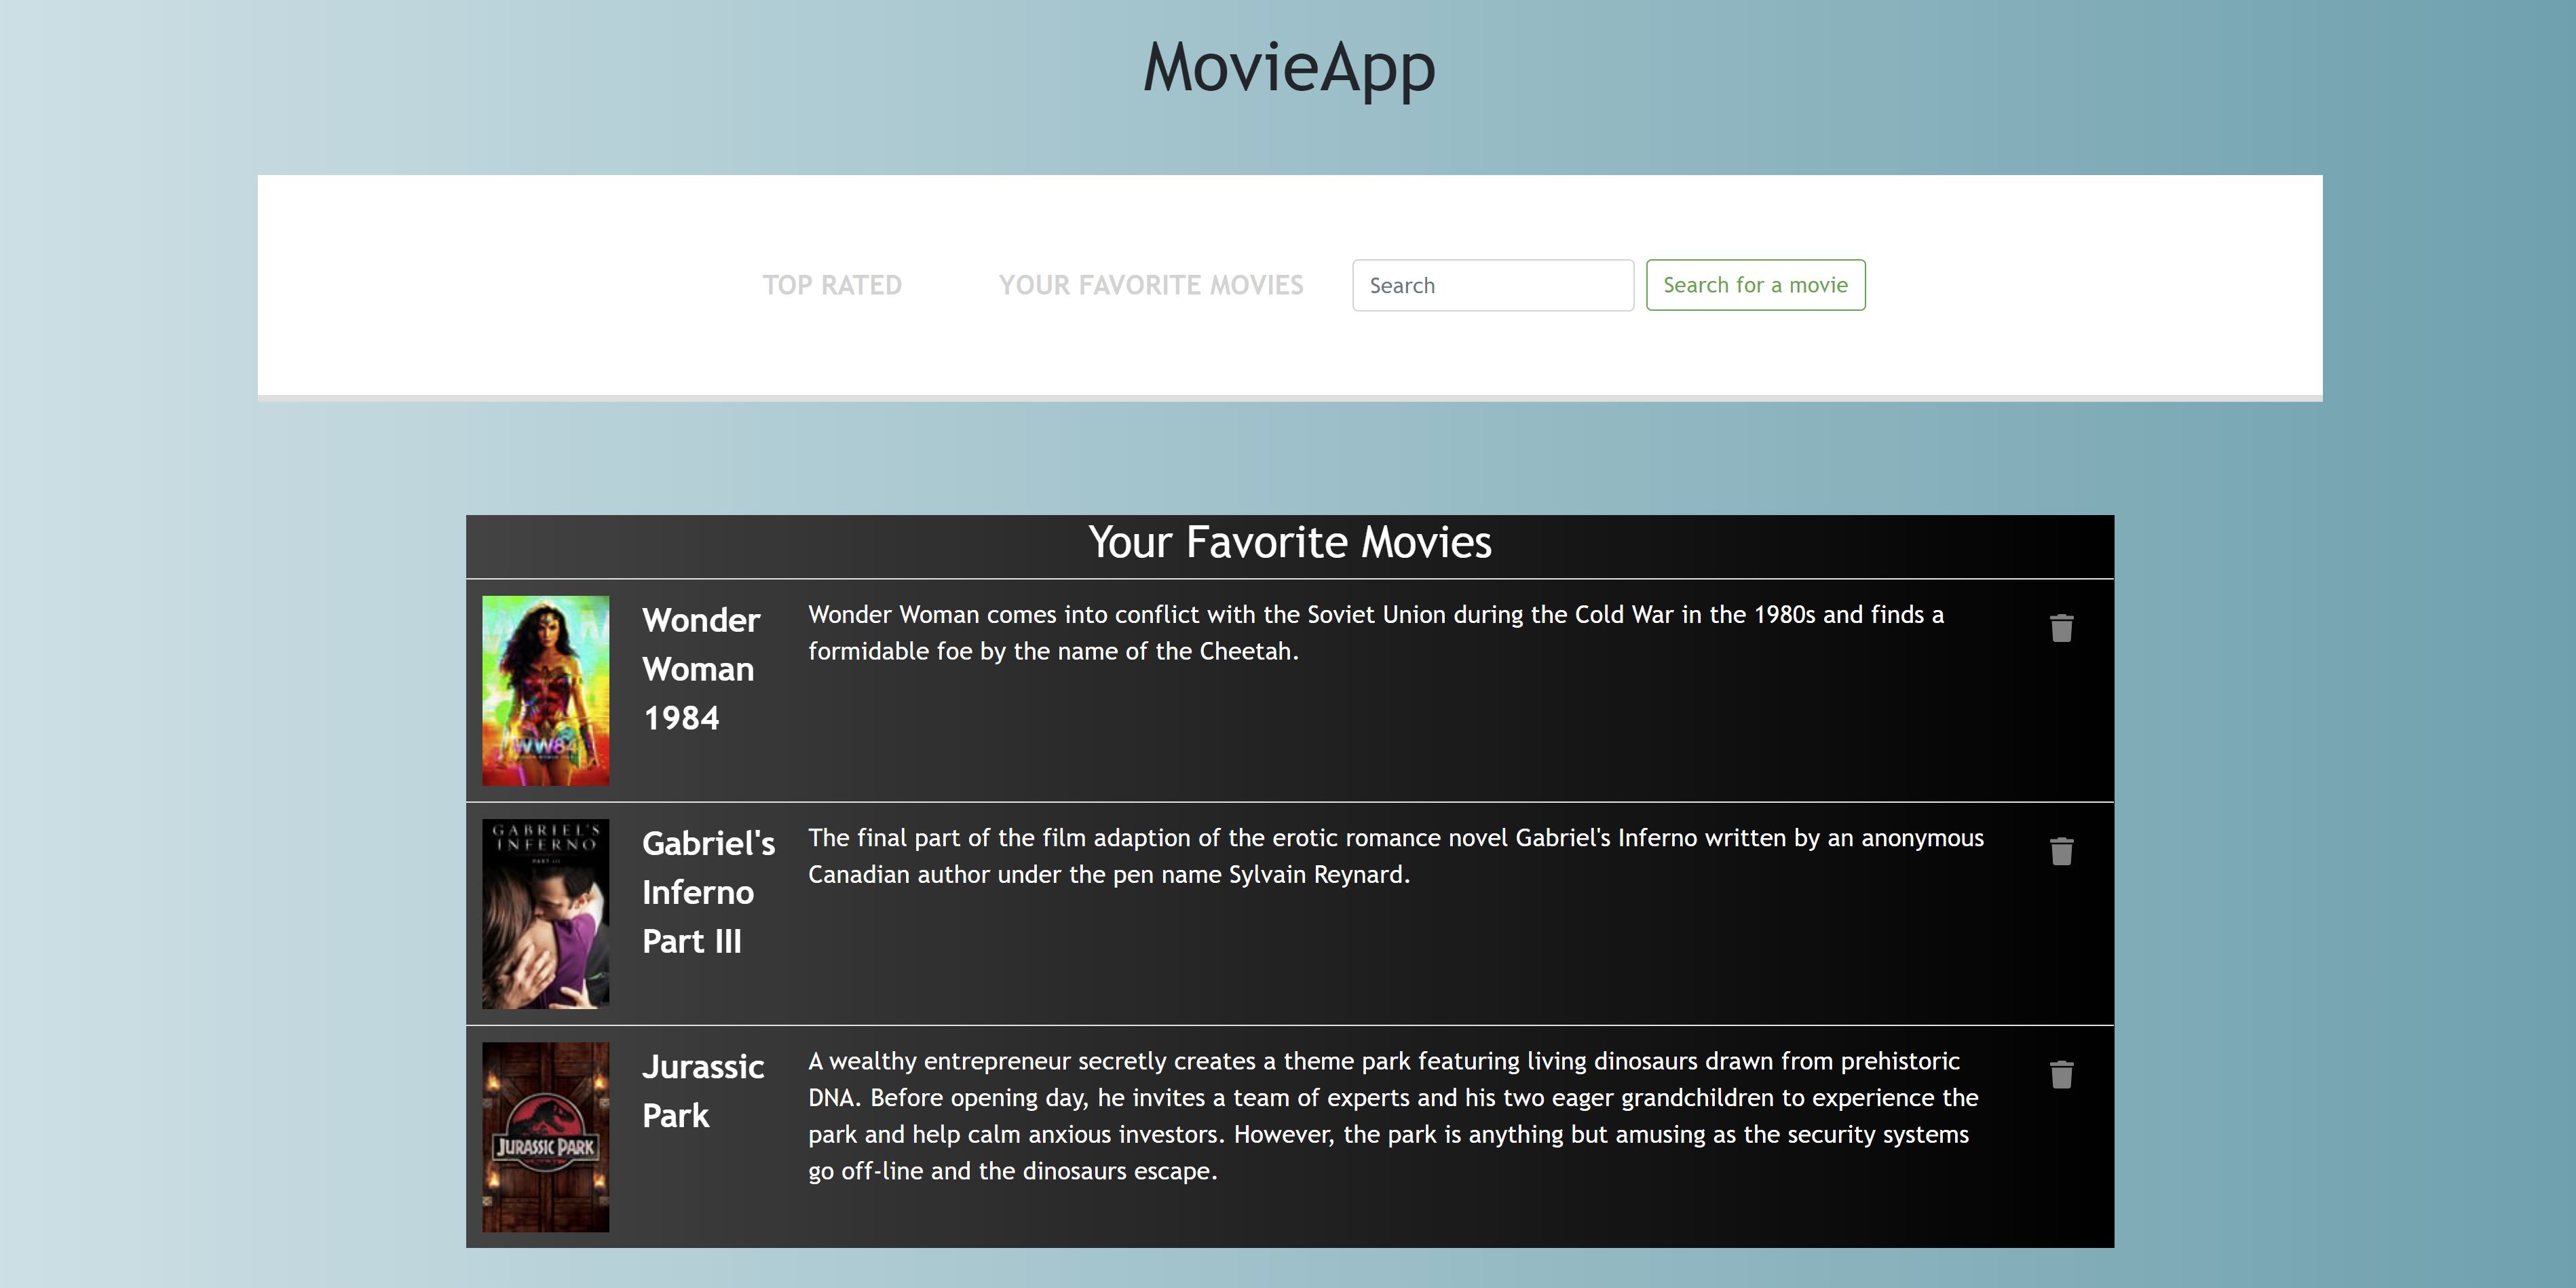 MovieApp
TOP RATED
YOUR FAVORITE MOVIES
Search
Search for a movie
Your Favorite Movies
WW84
Wonder
Woman
1984
Wonder Woman comes into conflict with the Soviet Union during the Cold War in the 1980s and finds a
formidable foe by the name of the Cheetah.
GABRIEL'S
INFERNO
PART III
Gabriel's
Inferno
Part III
The final part of the film adaption of the erotic romance novel Gabriel's Inferno written by an anonymous
Canadian author under the pen name Sylvain Reynard.
JURASSIC PARK
Jurassic
Park
A wealthy entrepreneur secretly creates a theme park featuring living dinosaurs drawn from prehistoric
DNA. Before opening day, he invites a team of experts and his two eager grandchildren to experience the
park and help calm anxious investors. However, the park is anything but amusing as the security systems
go off-line and the dinosaurs escape.